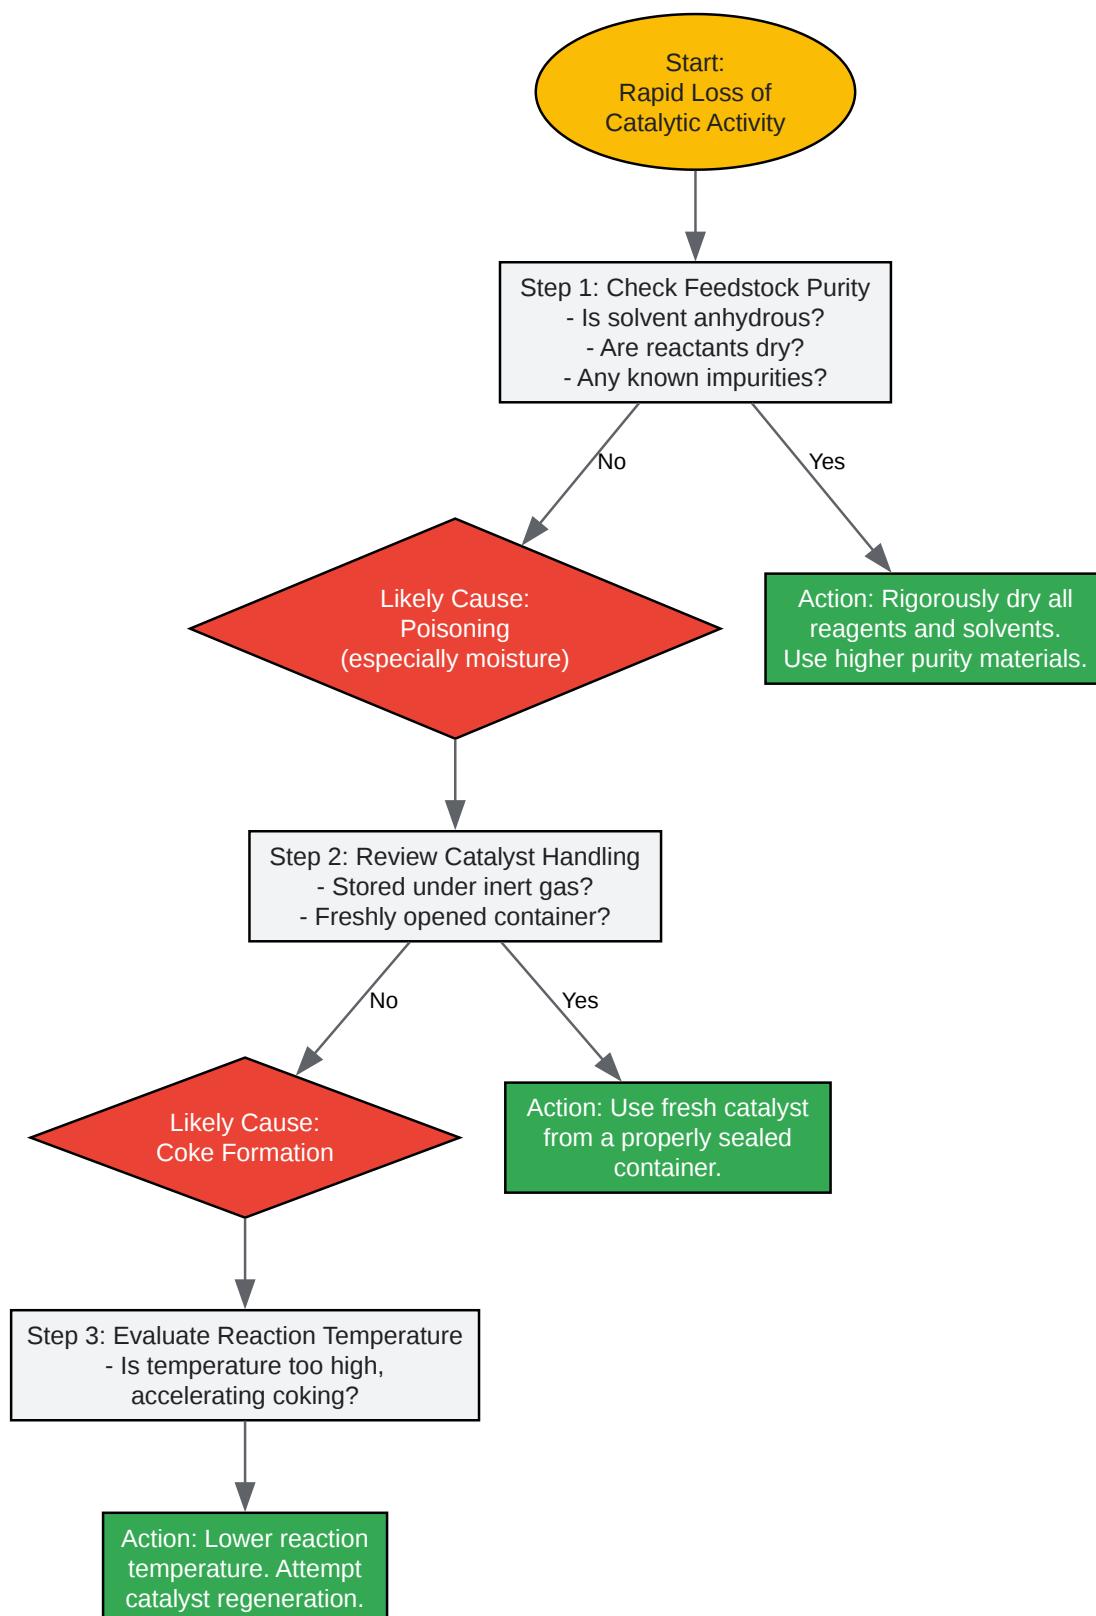 Start:
Rapid Loss of
Catalytic Activity
Step 1: Check Feedstock Purity
- Is solvent anhydrous?
- Are reactants dry?
- Any known impurities?
No
Yes
Likely Cause:
Poisoning
(especially moisture)
Action: Rigorously dry all
reagents and solvents.
Use higher purity materials.
Step 2: Review Catalyst Handling
- Stored under inert gas?
- Freshly opened container?
No
Yes
Likely Cause:
Coke Formation
Action: Use fresh catalyst
from a properly sealed
container.
Step 3: Evaluate Reaction Temperature
- Is temperature too high,
accelerating coking?
Action: Lower reaction
temperature. Attempt
catalyst regeneration.